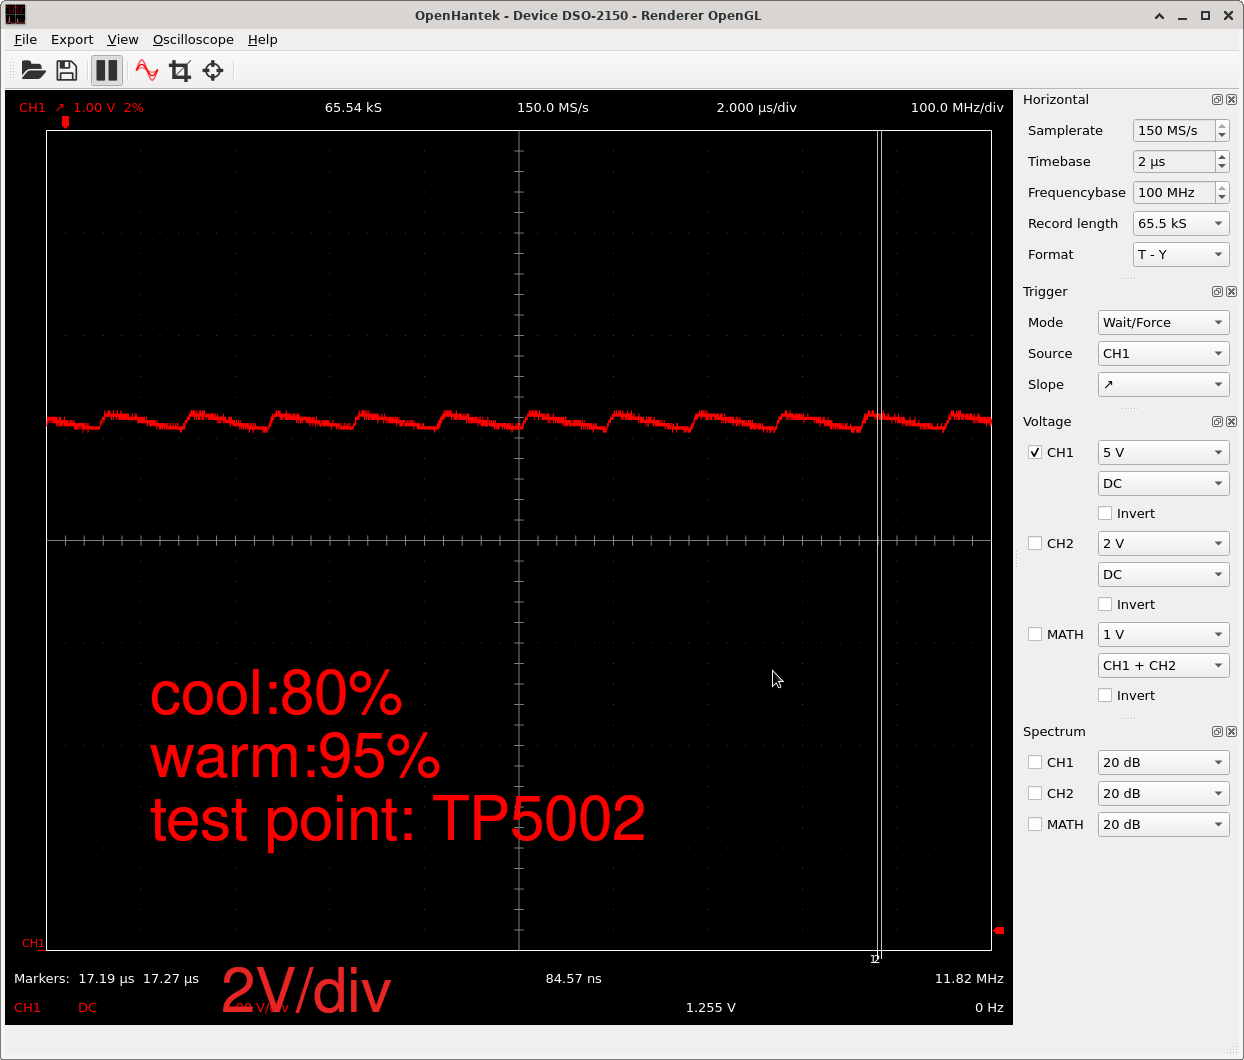 OpenHantek - Device DSO-2150 - Renderer OpenGL
File Export View Oscilloscope Help
CH1 ↗ 1.00 V 2% 65.54 kS 150.0 MS/s 2.000 µs/div 100.0 MHz/div
Horizontal
Samplerate 150 MS/s
Timebase 2 µs
Frequencybase 100 MHz
Record length 65.5 kS
Format T - Y
Trigger
Mode Wait/Force
Source CH1
Slope ↗
Voltage
CH1 5 V
DC
Invert
CH2 2 V
DC
Invert
MATH 1 V
CH1 + CH2
Invert
Spectrum
CH1 20 dB
CH2 20 dB
MATH 20 dB
cool:80%
warm:95%
test point: TP5002
CH1
12
Markers: 17.19 µs 17.27 µs 84.57 ns 11.82 MHz
2V/div
CH1 DC V/div 1.255 V 0 Hz